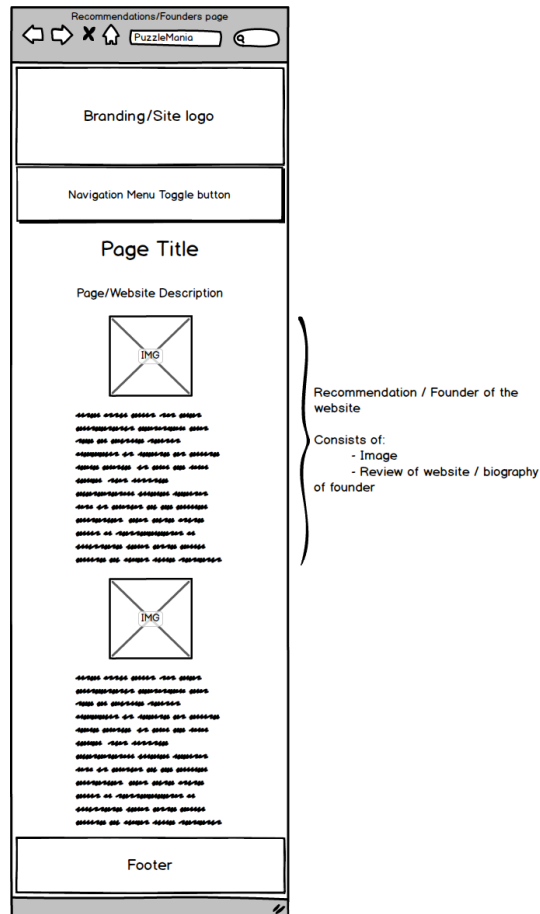 Recommendations/Founders page
PuzzleMania
Branding/Site logo
Navigation Menu Toggle button
Page Title
Page/Website Description
IMG
Recommendation / Founder of the
website
Consists of:
- Image
- Review of website / biography
of founder
IMG
Footer